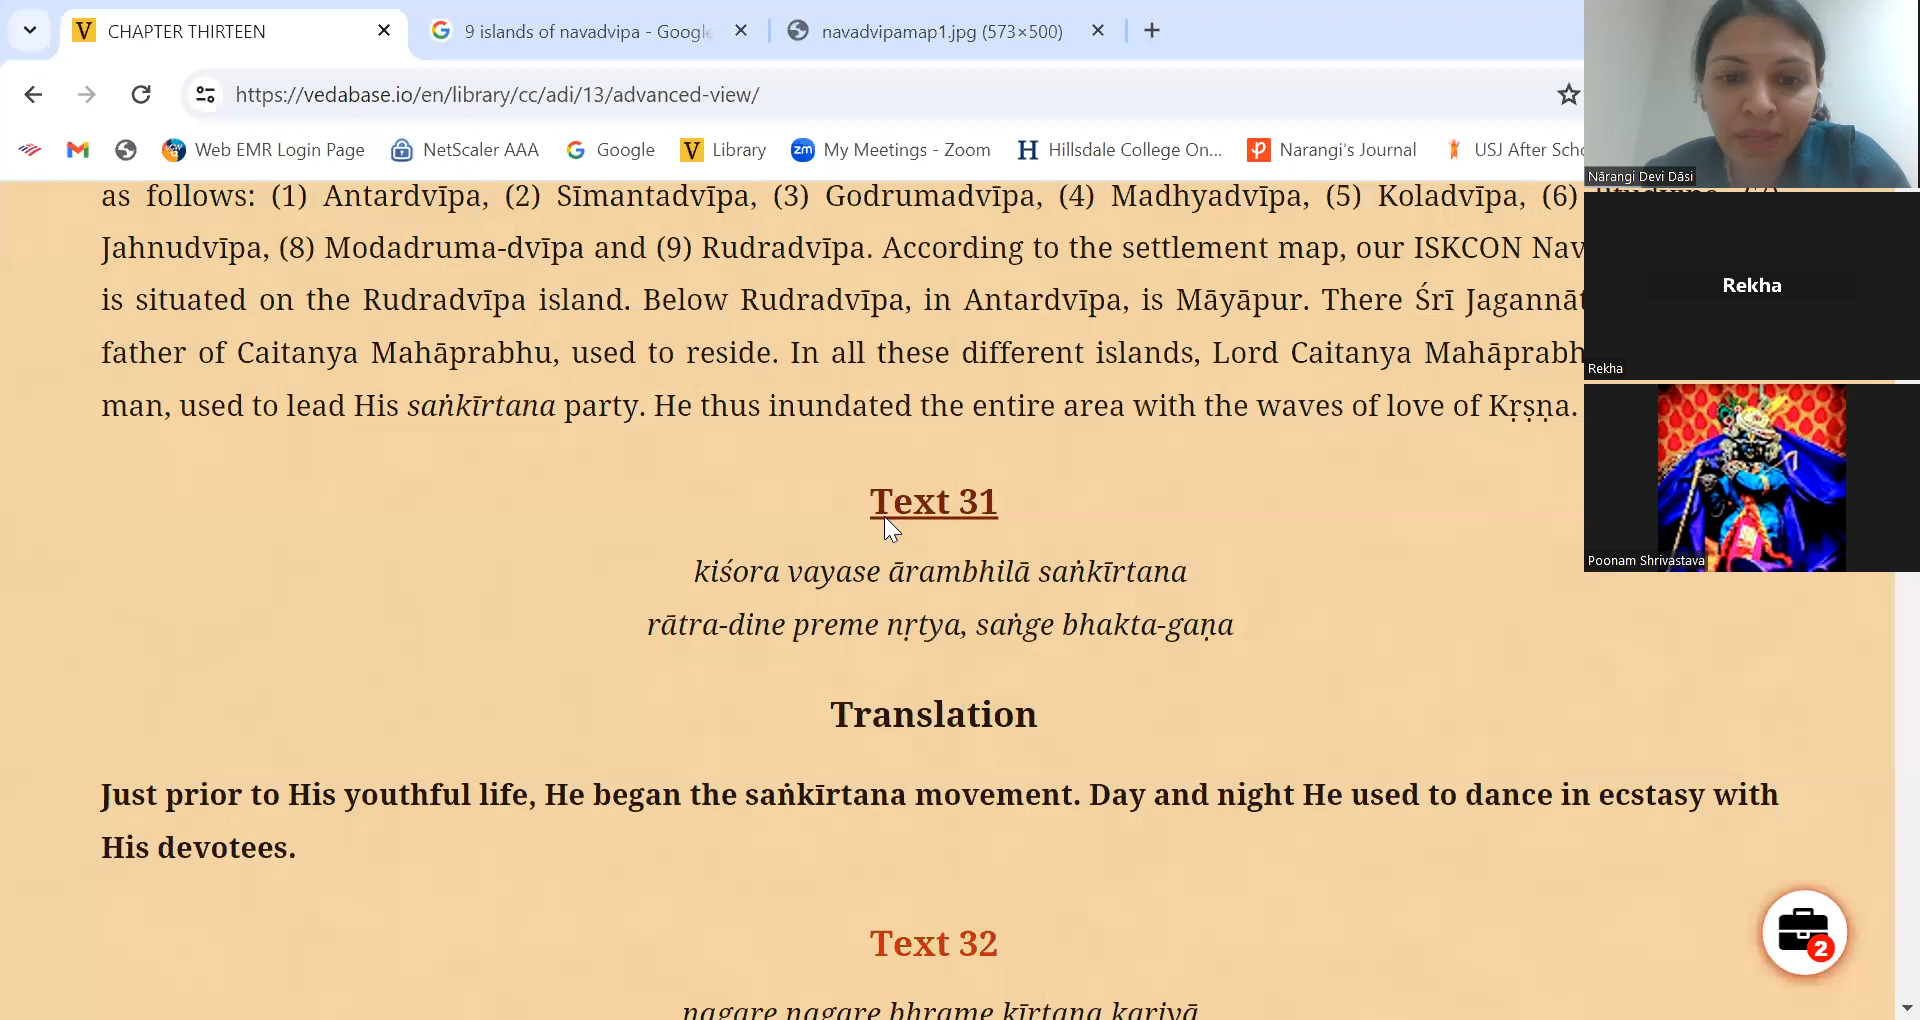 CHAPTER THIRTEEN
9 islands of navadvipa - Google
navadvipamap1.jpg (573×500)
https://vedabase.io/en/library/cc/adi/13/advanced-view/
Web EMR Login Page
NetScaler AAA
Google
Library
zm My Meetings - Zoom
Hillsdale College On...
Narangi's Journal
USJ After Scho
as follows: (1) Antardvīpa, (2) Sīmantadvīpa, (3) Godrumadvīpa, (4) Madhyadvīpa, (5) Koladvīpa, (6)
Jahnudvīpa, (8) Modadruma-dvīpa and (9) Rudradvīpa. According to the settlement map, our ISKCON Nav
is situated on the Rudradvīpa island. Below Rudradvīpa, in Antardvīpa, is Māyāpur. There Śrī Jagannāt
father of Caitanya Mahāprabhu, used to reside. In all these different islands, Lord Caitanya Mahāprabh
man, used to lead His saṅkīrtana party. He thus inundated the entire area with the waves of love of Kṛṣṇa.
Text 31
kiśora vayase ārambhilā saṅkīrtana
rātra-dine preme nṛtya, saṅge bhakta-gaṇa
Translation
Just prior to His youthful life, He began the saṅkīrtana movement. Day and night He used to dance in ecstasy with
His devotees.
Text 32
nagare nagare bhrame kīrtana kariyā
2
Nārangi Devi Dāsi
Rekha
Rekha
Poonam Shrivastava